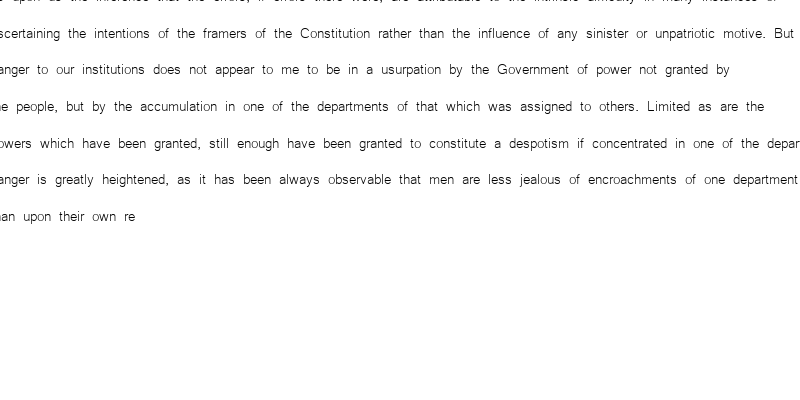 upon us the inference that the errors, if errors there were, are attributable to the intrinsic difficulty in many instances of
scertaining the intentions of the framers of the Constitution rather than the influence of any sinister or unpatriotic motive. But
anger to our institutions does not appear to me to be in a usurpation by the Government of power not granted by
e people, but by the accumulation in one of the departments of that which was assigned to others. Limited as are the
owers which have been granted, still enough have been granted to constitute a despotism if concentrated in one of the depar
anger is greatly heightened, as it has been always observable that men are less jealous of encroachments of one department
an upon their own re